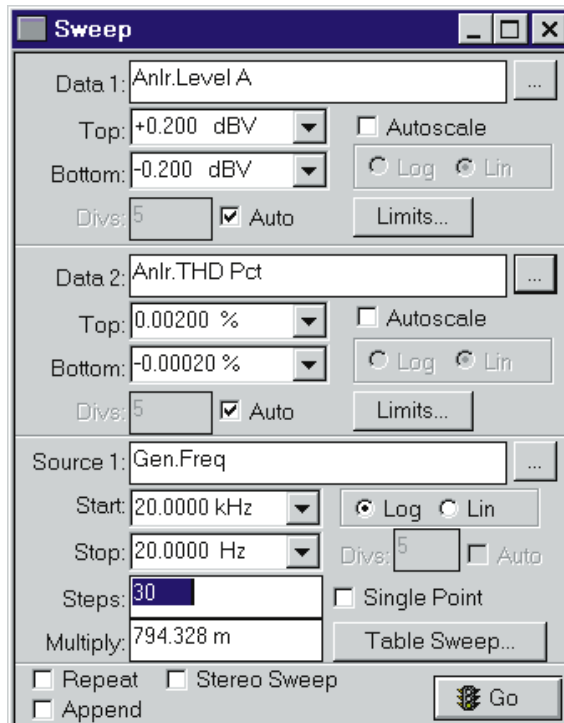 Sweep
Data 1: Anlr.Level A ...
Top: +0.200 dBV Autoscale
Bottom: -0.200 dBV Log Lin
Divs: 5 Auto Limits...
Data 2: Anlr.THD Pct ...
Top: 0.00200 % Autoscale
Bottom: -0.00020 % Log Lin
Divs: 5 Auto Limits...
Source 1: Gen.Freq ...
Start: 20.0000 kHz Log Lin
Stop: 20.0000 Hz Divs: 5 Auto
Steps: 30 Single Point
Multiply: 794.328 m Table Sweep...
Repeat Stereo Sweep
Append Go